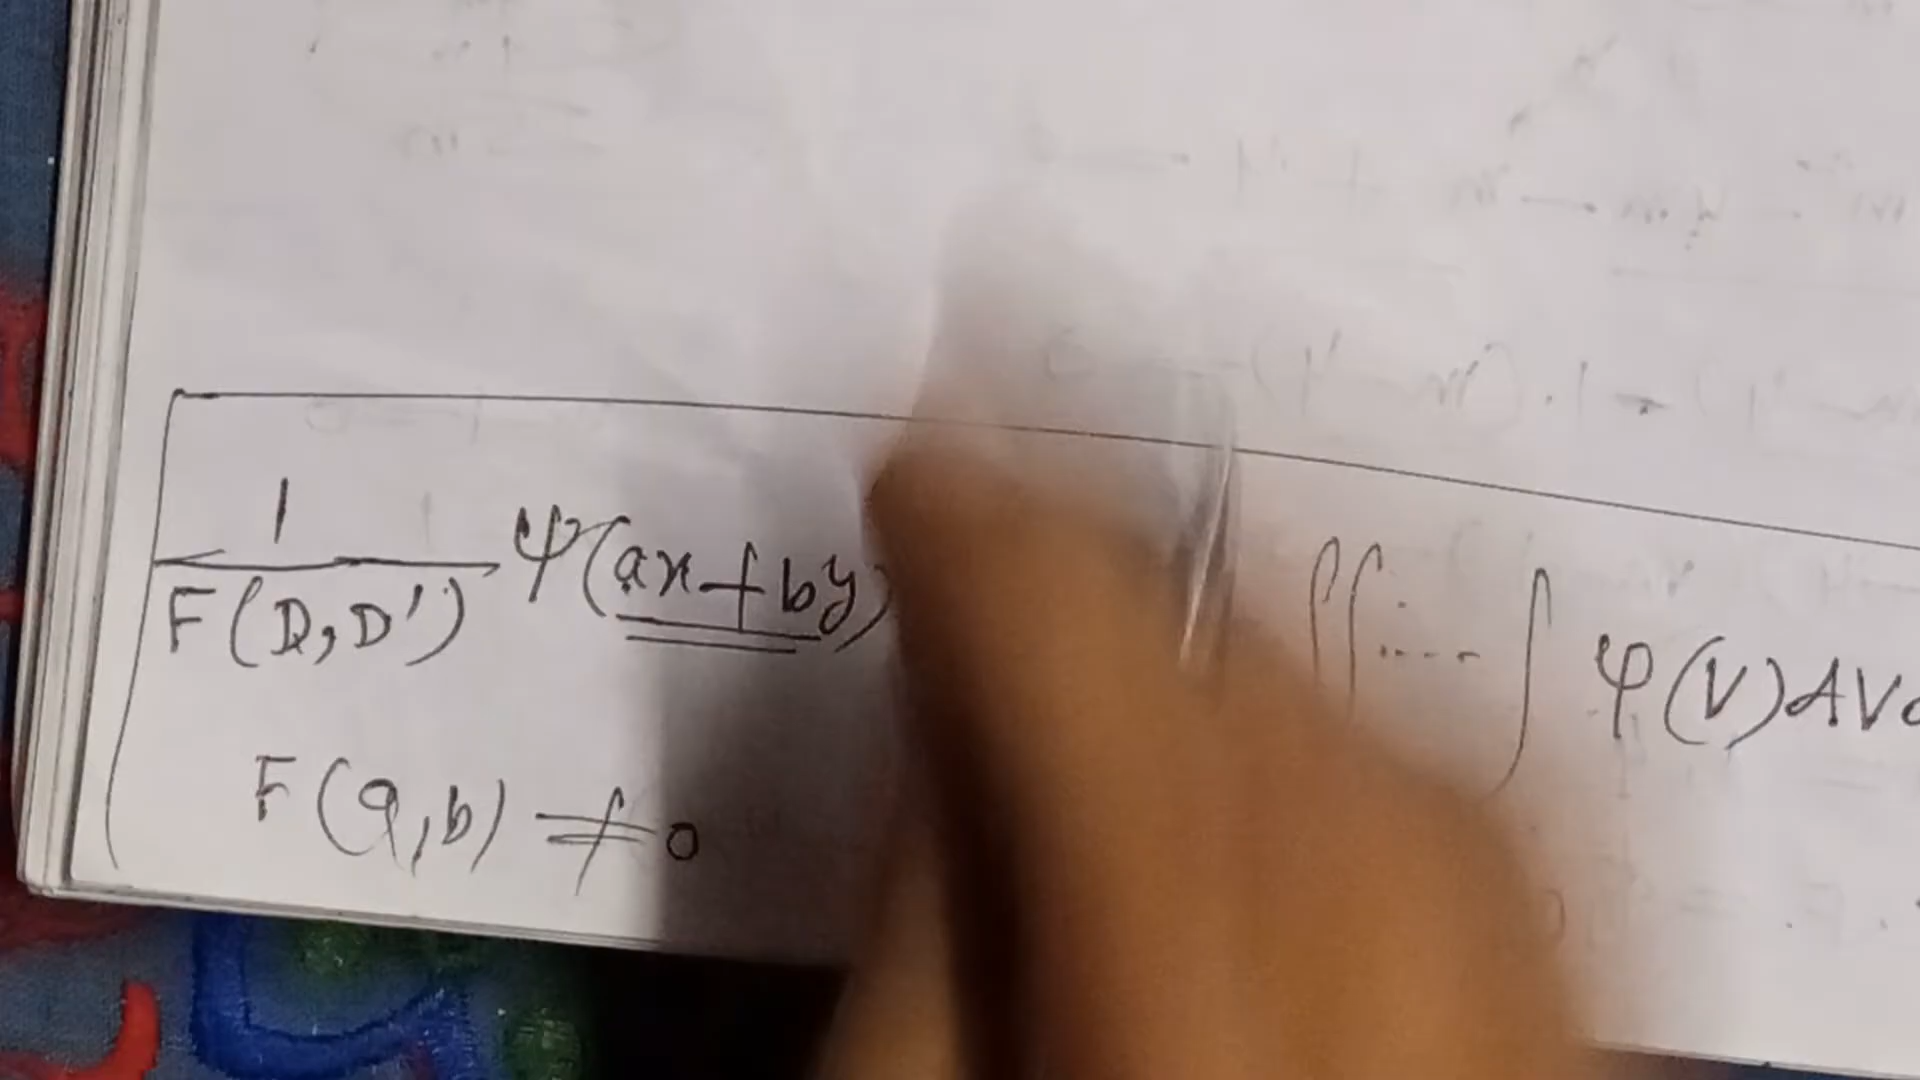 1/F(D,D') ψ(ax+by) ∫∫....∫ φ(V)dV
F(a,b) ≠ 0